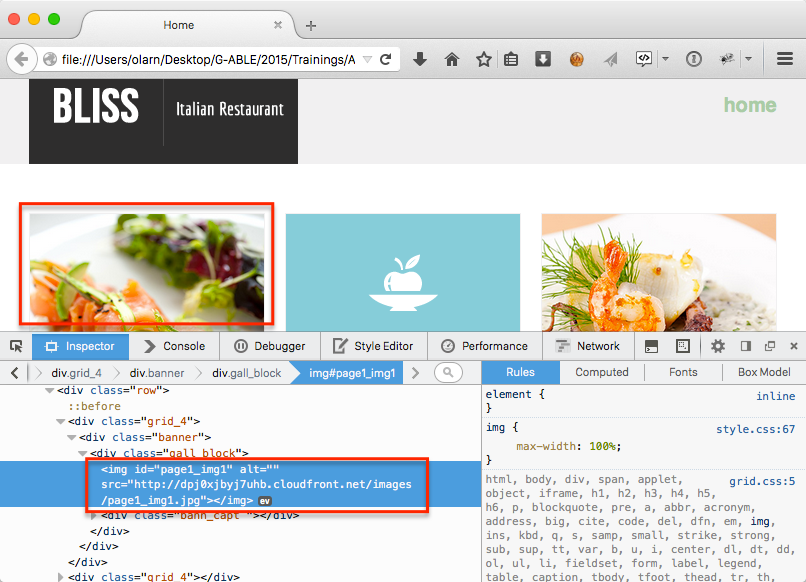 Home
file:///Users/olarn/Desktop/G-ABLE/2015/Trainings/A
BLISS
Italian Restaurant
home
Inspector
Console
Debugger
Style Editor
Performance
Network
div.grid_4
div.banner
div.gall_block
img#page1_img1
Rules
Computed
Fonts
Box Model
<div class="row">
::before
<div class="grid_4">
<div class="banner">
<div class="gall_block">
<img id="page1_img1" alt=""
src="http://dpj0xjbyj7uhb.cloudfront.net/images
/page1_img1.jpg"></img> ev
<div class="bann_capt "></div>
</div>
</div>
</div>
<div class="grid_4"></div>
element {
inline
}
img {
style.css:67
max-width: 100%;
}
html, body, div, span, applet,
grid.css:5
object, iframe, h1, h2, h3, h4, h5,
h6, p, blockquote, pre, a, abbr, acronym,
address, big, cite, code, del, dfn, em, img,
ins, kbd, q, s, samp, small, strike, strong,
sub, sup, tt, var, b, u, i, center, dl, dt, dd,
ol, ul, li, fieldset, form, label, legend,
table, caption, tbody, tfoot, thead, tr, th,